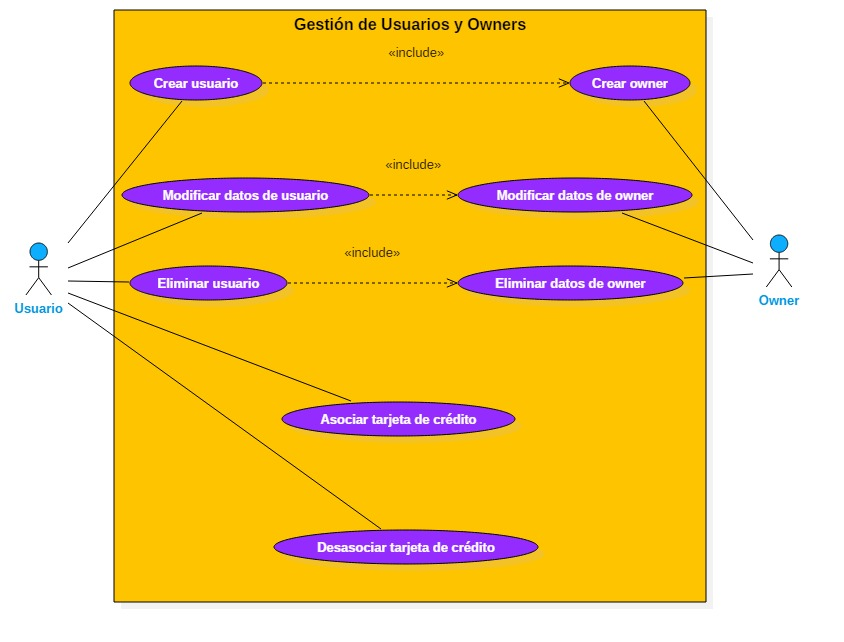 Gestión de Usuarios y Owners
«include»
Crear usuario
Crear owner
«include»
Modificar datos de usuario
Modificar datos de owner
«include»
Eliminar usuario
Eliminar datos de owner
Usuario
Owner
Asociar tarjeta de crédito
Desasociar tarjeta de crédito